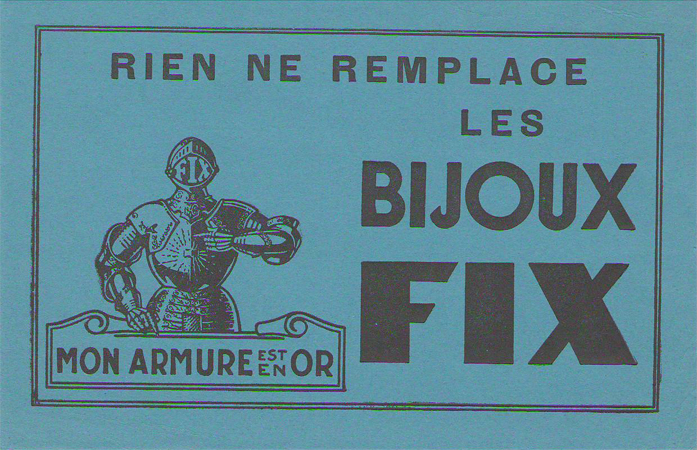 RIEN NE REMPLACE
LES
BIJOUX
FIX
FIX
MON ARMURE EST EN OR